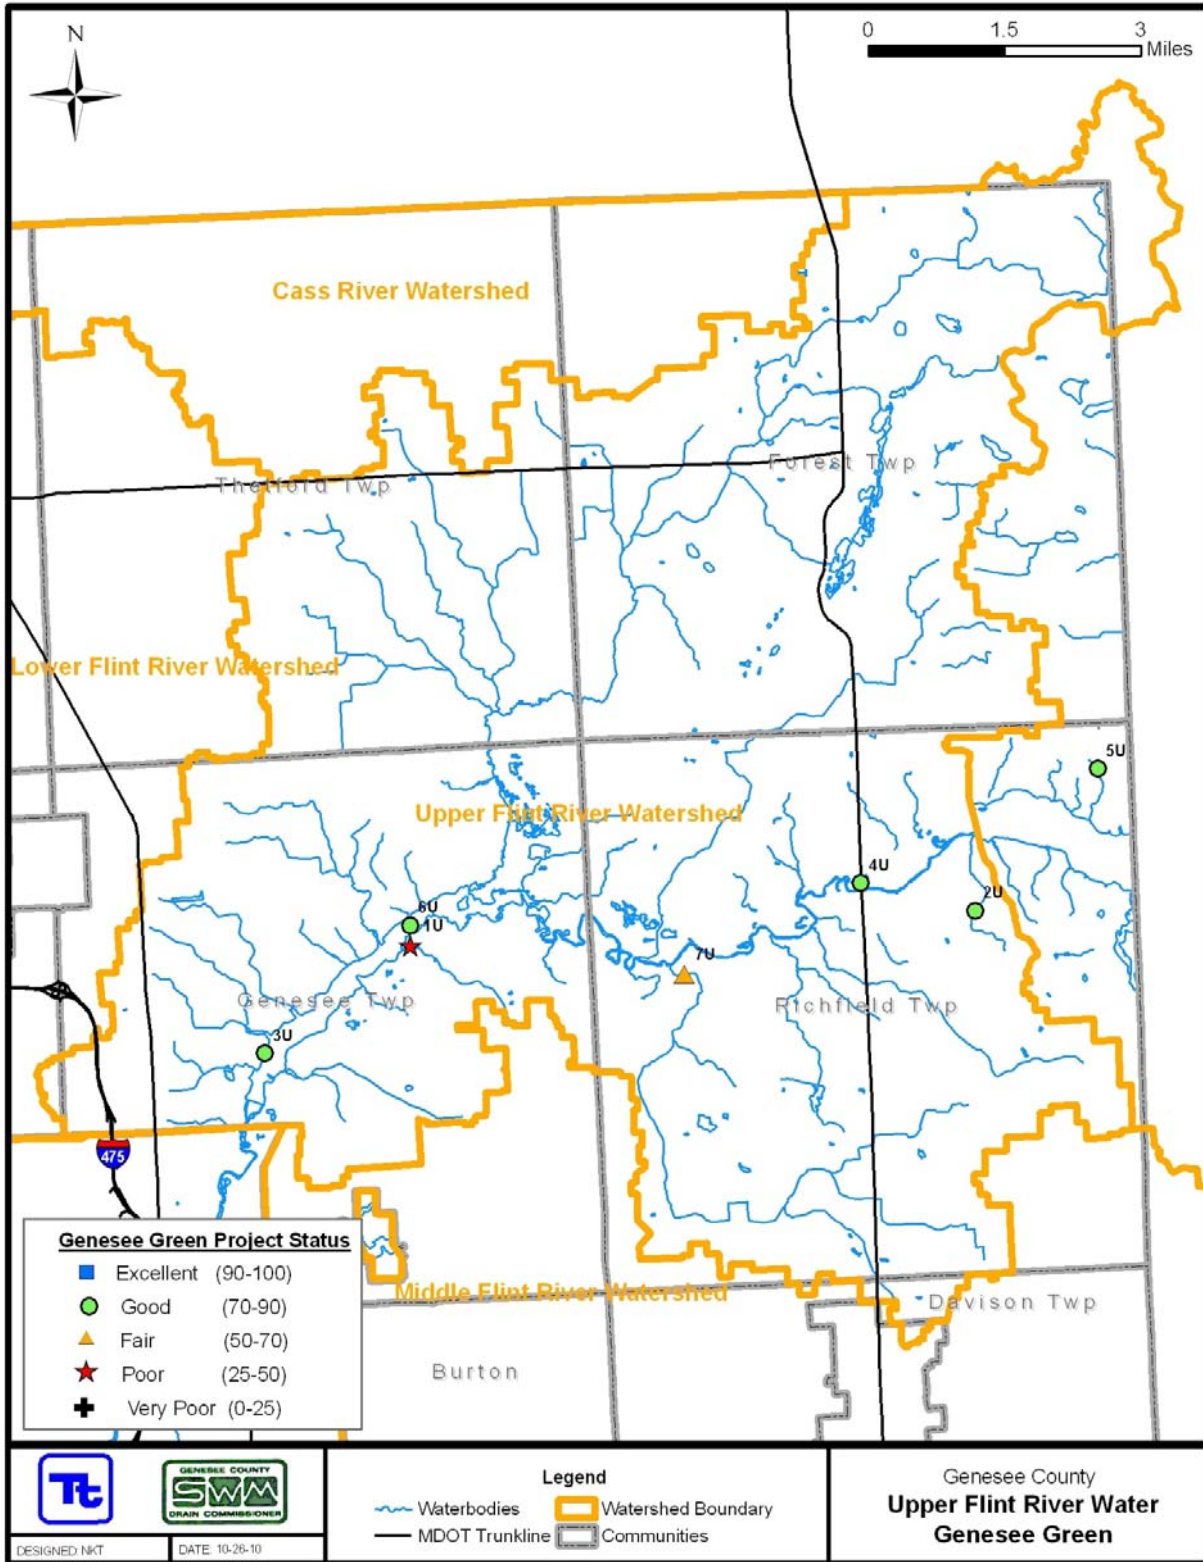 N
0 1.5 3
Miles
Cass River Watershed
Thetford Twp
Forest Twp
Lower Flint River Watershed
5U
Upper Flint River Watershed
4U
2U
6U
1U
7U
Genesee Twp
Richfield Twp
3U
475
Genesee Green Project Status
Excellent (90-100)
Good (70-90)
Fair (50-70)
Poor (25-50)
Very Poor (0-25)
Middle Flint River Watershed
Davison Twp
Burton
Tt
GENESEE COUNTY
SWM
DRAIN COMMISSIONER
DESIGNED: NKT
DATE: 10-26-10
Legend
Waterbodies
Watershed Boundary
MDOT Trunkline
Communities
Genesee County
Upper Flint River Water
Genesee Green